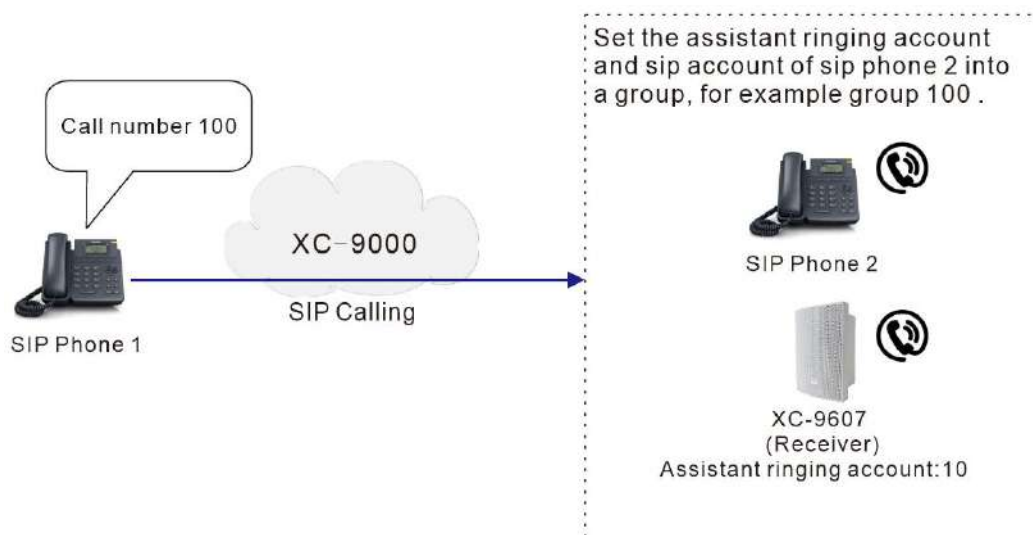 Set the assistant ringing account
and sip account of sip phone 2 into
a group, for example group 100 .
Call number 100
XC-9000
SIP Calling
SIP Phone 1
SIP Phone 2
XC-9607
(Receiver)
Assistant ringing account:10